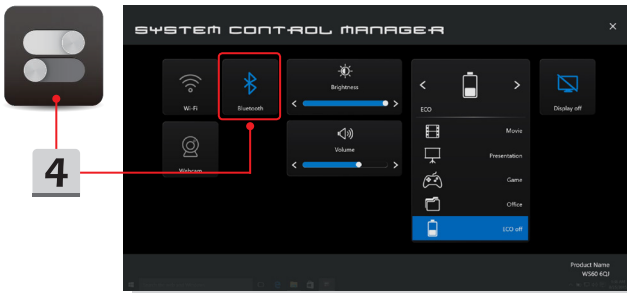 SYSTEM CONTROL MANAGER
Wi-Fi
Bluetooth
Brightness
ECO
Display off
Movie
Webcam
Volume
Presentation
Game
Office
ECO off
4
Product Name
WS60 6QJ